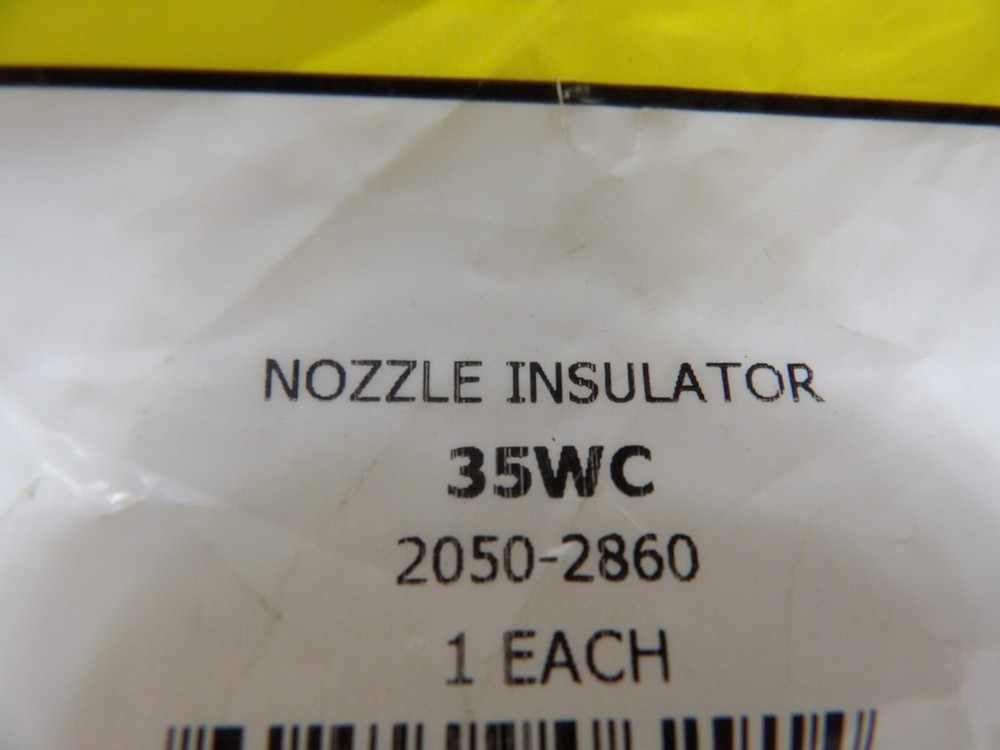 NOZZLE INSULATOR
35WC
2050-2860
1 EACH